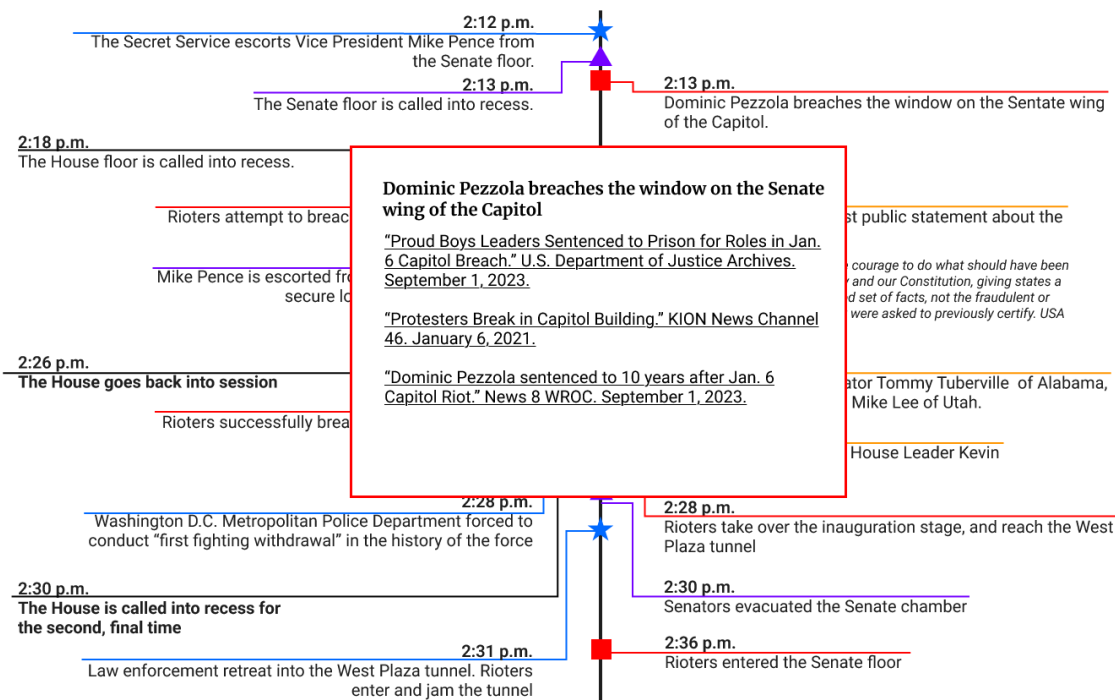 2:12 p.m.
The Secret Service escorts Vice President Mike Pence from
the Senate floor.
2:13 p.m.
The Senate floor is called into recess.
2:13 p.m.
Dominic Pezzola breaches the window on the Sentate wing
of the Capitol.
2:18 p.m.
The House floor is called into recess.
Dominic Pezzola breaches the window on the Senate
wing of the Capitol
“Proud Boys Leaders Sentenced to Prison for Roles in Jan.
6 Capitol Breach.” U.S. Department of Justice Archives.
September 1, 2023.
“Protesters Break in Capitol Building.” KION News Channel
46. January 6, 2021.
“Dominic Pezzola sentenced to 10 years after Jan. 6
Capitol Riot.” News 8 WROC. September 1, 2023.
Rioters attempt to breac
st public statement about the
Mike Pence is escorted fro
secure lo
courage to do what should have been
and our Constitution, giving states a
d set of facts, not the fraudulent or
were asked to previously certify. USA
2:26 p.m.
The House goes back into session
ator Tommy Tuberville of Alabama,
Mike Lee of Utah.
Rioters successfully brea
House Leader Kevin
2:28 p.m.
Washington D.C. Metropolitan Police Department forced to
conduct “first fighting withdrawal” in the history of the force
2:28 p.m.
Rioters take over the inauguration stage, and reach the West
Plaza tunnel
2:30 p.m.
The House is called into recess for
the second, final time
2:30 p.m.
Senators evacuated the Senate chamber
2:31 p.m.
Law enforcement retreat into the West Plaza tunnel. Rioters
enter and jam the tunnel
2:36 p.m.
Rioters entered the Senate floor